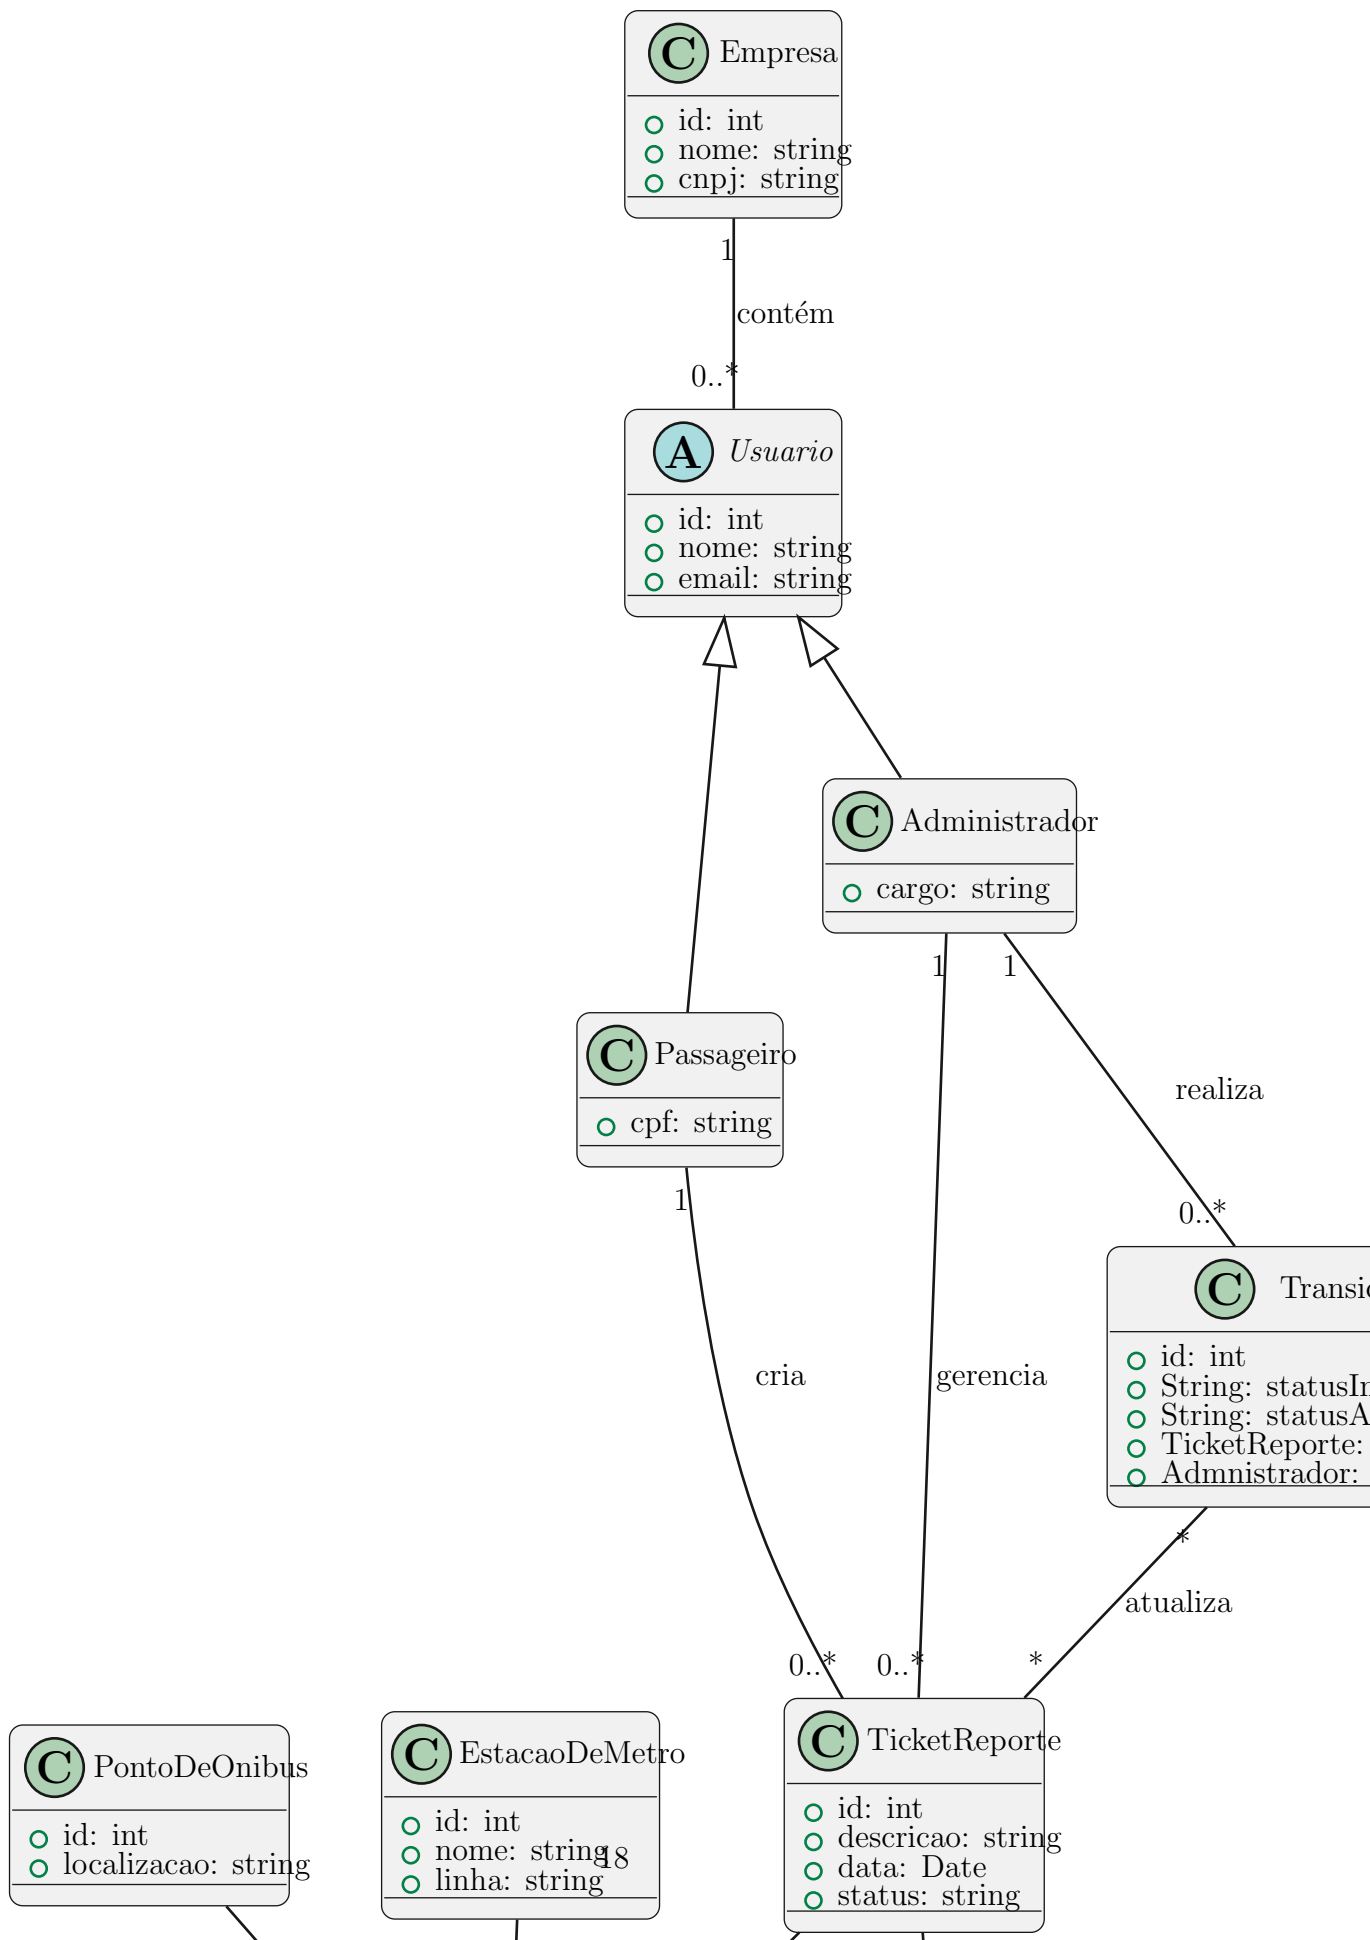 C Empresa
id: int
nome: string
cnpj: string
1
contém
0..*
A Usuario
id: int
nome: string
email: string
C Administrador
cargo: string
1 1
C Passageiro
cpf: string
realiza
1
0..*
C Transic
id: int
String: statusIn
String: statusA
TicketReporte:
Admnistrador:
cria
gerencia
*
atualiza
0..* 0..* *
C PontoDeOnibus
id: int
localizacao: string
C EstacaoDeMetro
id: int
nome: string
linha: string
C TicketReporte
id: int
descricao: string
data: Date
status: string
18